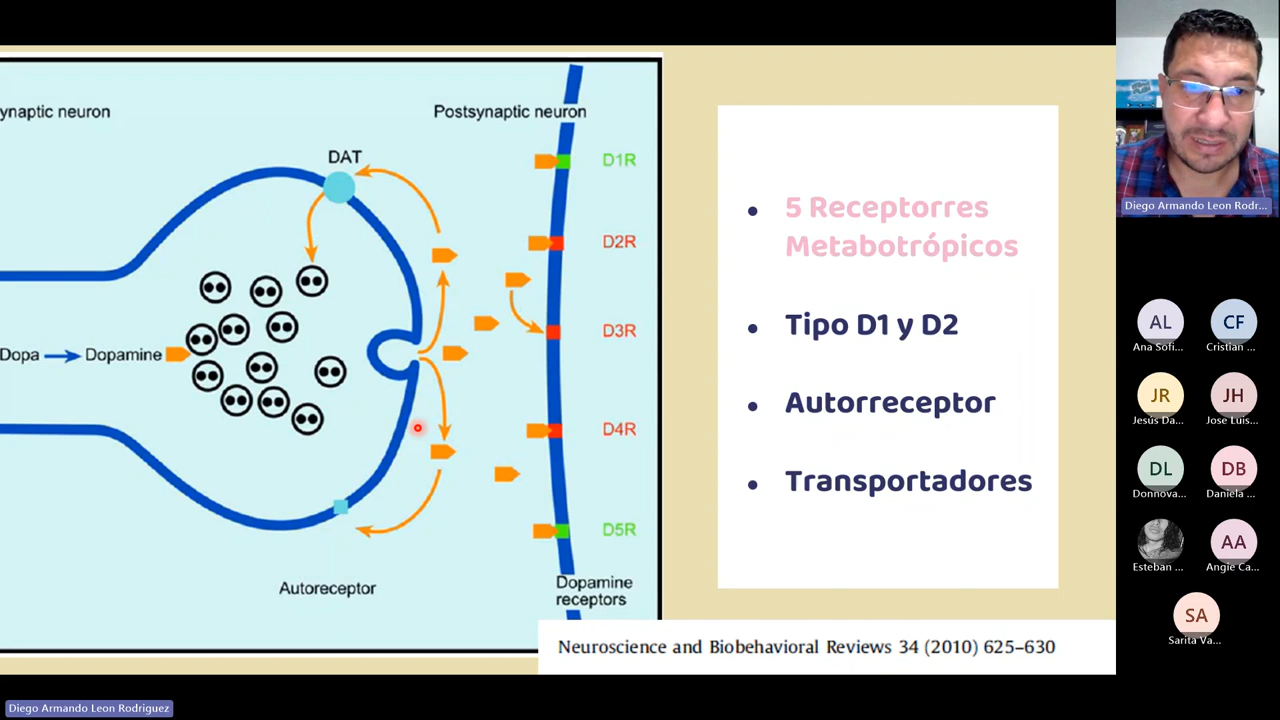 ynaptic neuron
Postsynaptic neuron
DAT
D1R
D2R
D3R
D4R
D5R
Dopa
Dopamine
Autoreceptor
Dopamine
receptors
5 Receptorres
Metabotrópicos
Tipo D1 y D2
Autorreceptor
Transportadores
Neuroscience and Biobehavioral Reviews 34 (2010) 625–630
Diego Armando Leon Rodr...
AL
CF
Ana Sofi...
Cristian ...
JR
JH
Jesús Da...
Jose Luis...
DL
DB
Donnova...
Daniela ...
AA
Esteban ...
Angie Ca...
SA
Sarita Va...
Diego Armando Leon Rodriguez